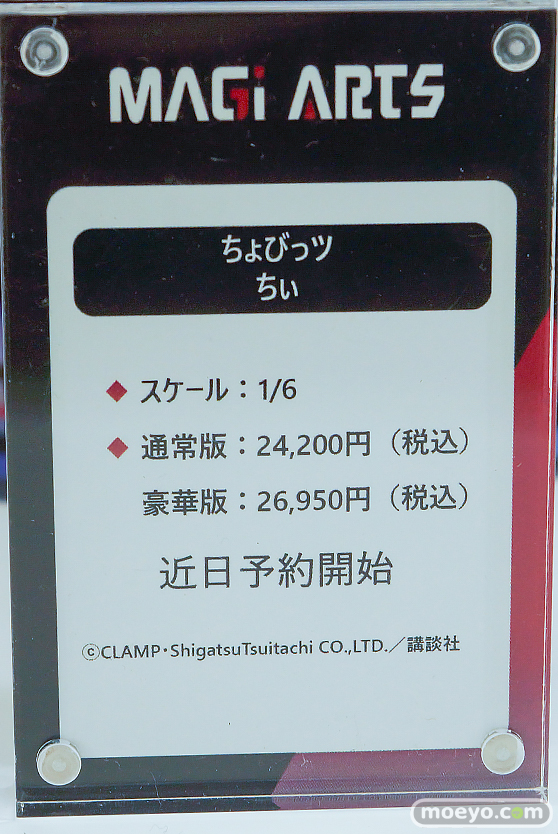 MAGi ARTS
ちょびっツ
ちぃ
◆ スケール：1/6
◆ 通常版：24,200円（税込）
豪華版：26,950円（税込）
近日予約開始
©CLAMP・ShigatsuTsuitachi CO.,LTD.／講談社
moeyo.com